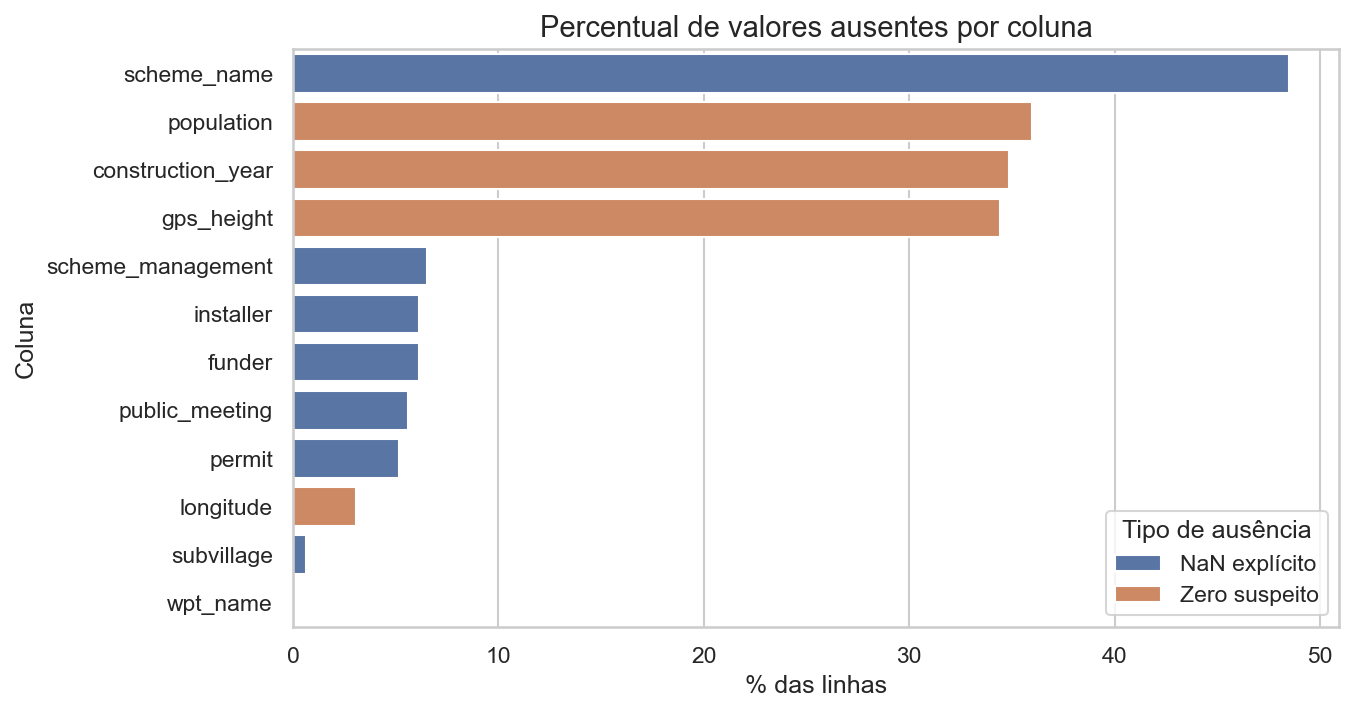 Percentual de valores ausentes por coluna
scheme_name
population
construction_year
gps_height
scheme_management
installer
funder
public_meeting
permit
longitude
subvillage
wpt_name
Coluna
Tipo de ausência
NaN explícito
Zero suspeito
0 10 20 30 40 50
% das linhas